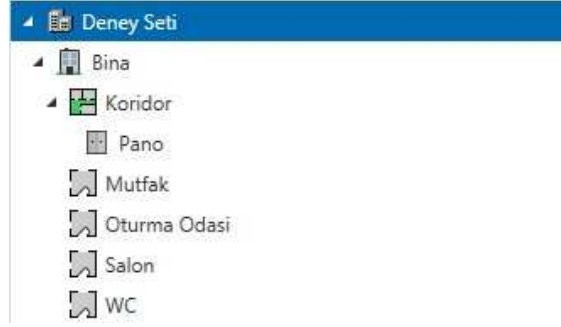 Deney Seti
Bina
Koridor
Pano
Mutfak
Oturma Odasi
Salon
WC